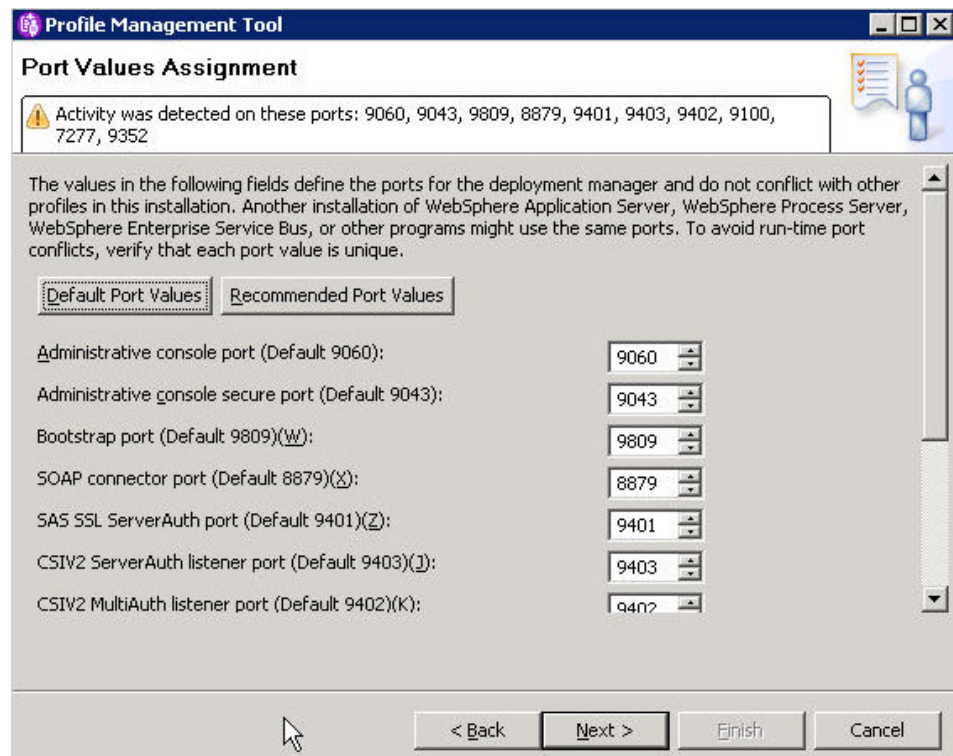 Profile Management Tool
Port Values Assignment
Activity was detected on these ports: 9060, 9043, 9809, 8879, 9401, 9403, 9402, 9100,
7277, 9352
The values in the following fields define the ports for the deployment manager and do not conflict with other
profiles in this installation. Another installation of WebSphere Application Server, WebSphere Process Server,
WebSphere Enterprise Service Bus, or other programs might use the same ports. To avoid run-time port
conflicts, verify that each port value is unique.
Default Port Values Recommended Port Values
Administrative console port (Default 9060): 9060
Administrative console secure port (Default 9043): 9043
Bootstrap port (Default 9809)(W): 9809
SOAP connector port (Default 8879)(X): 8879
SAS SSL ServerAuth port (Default 9401)(Z): 9401
CSIV2 ServerAuth listener port (Default 9403)(J): 9403
CSIV2 MultiAuth listener port (Default 9402)(K): 9402
< Back Next > Finish Cancel